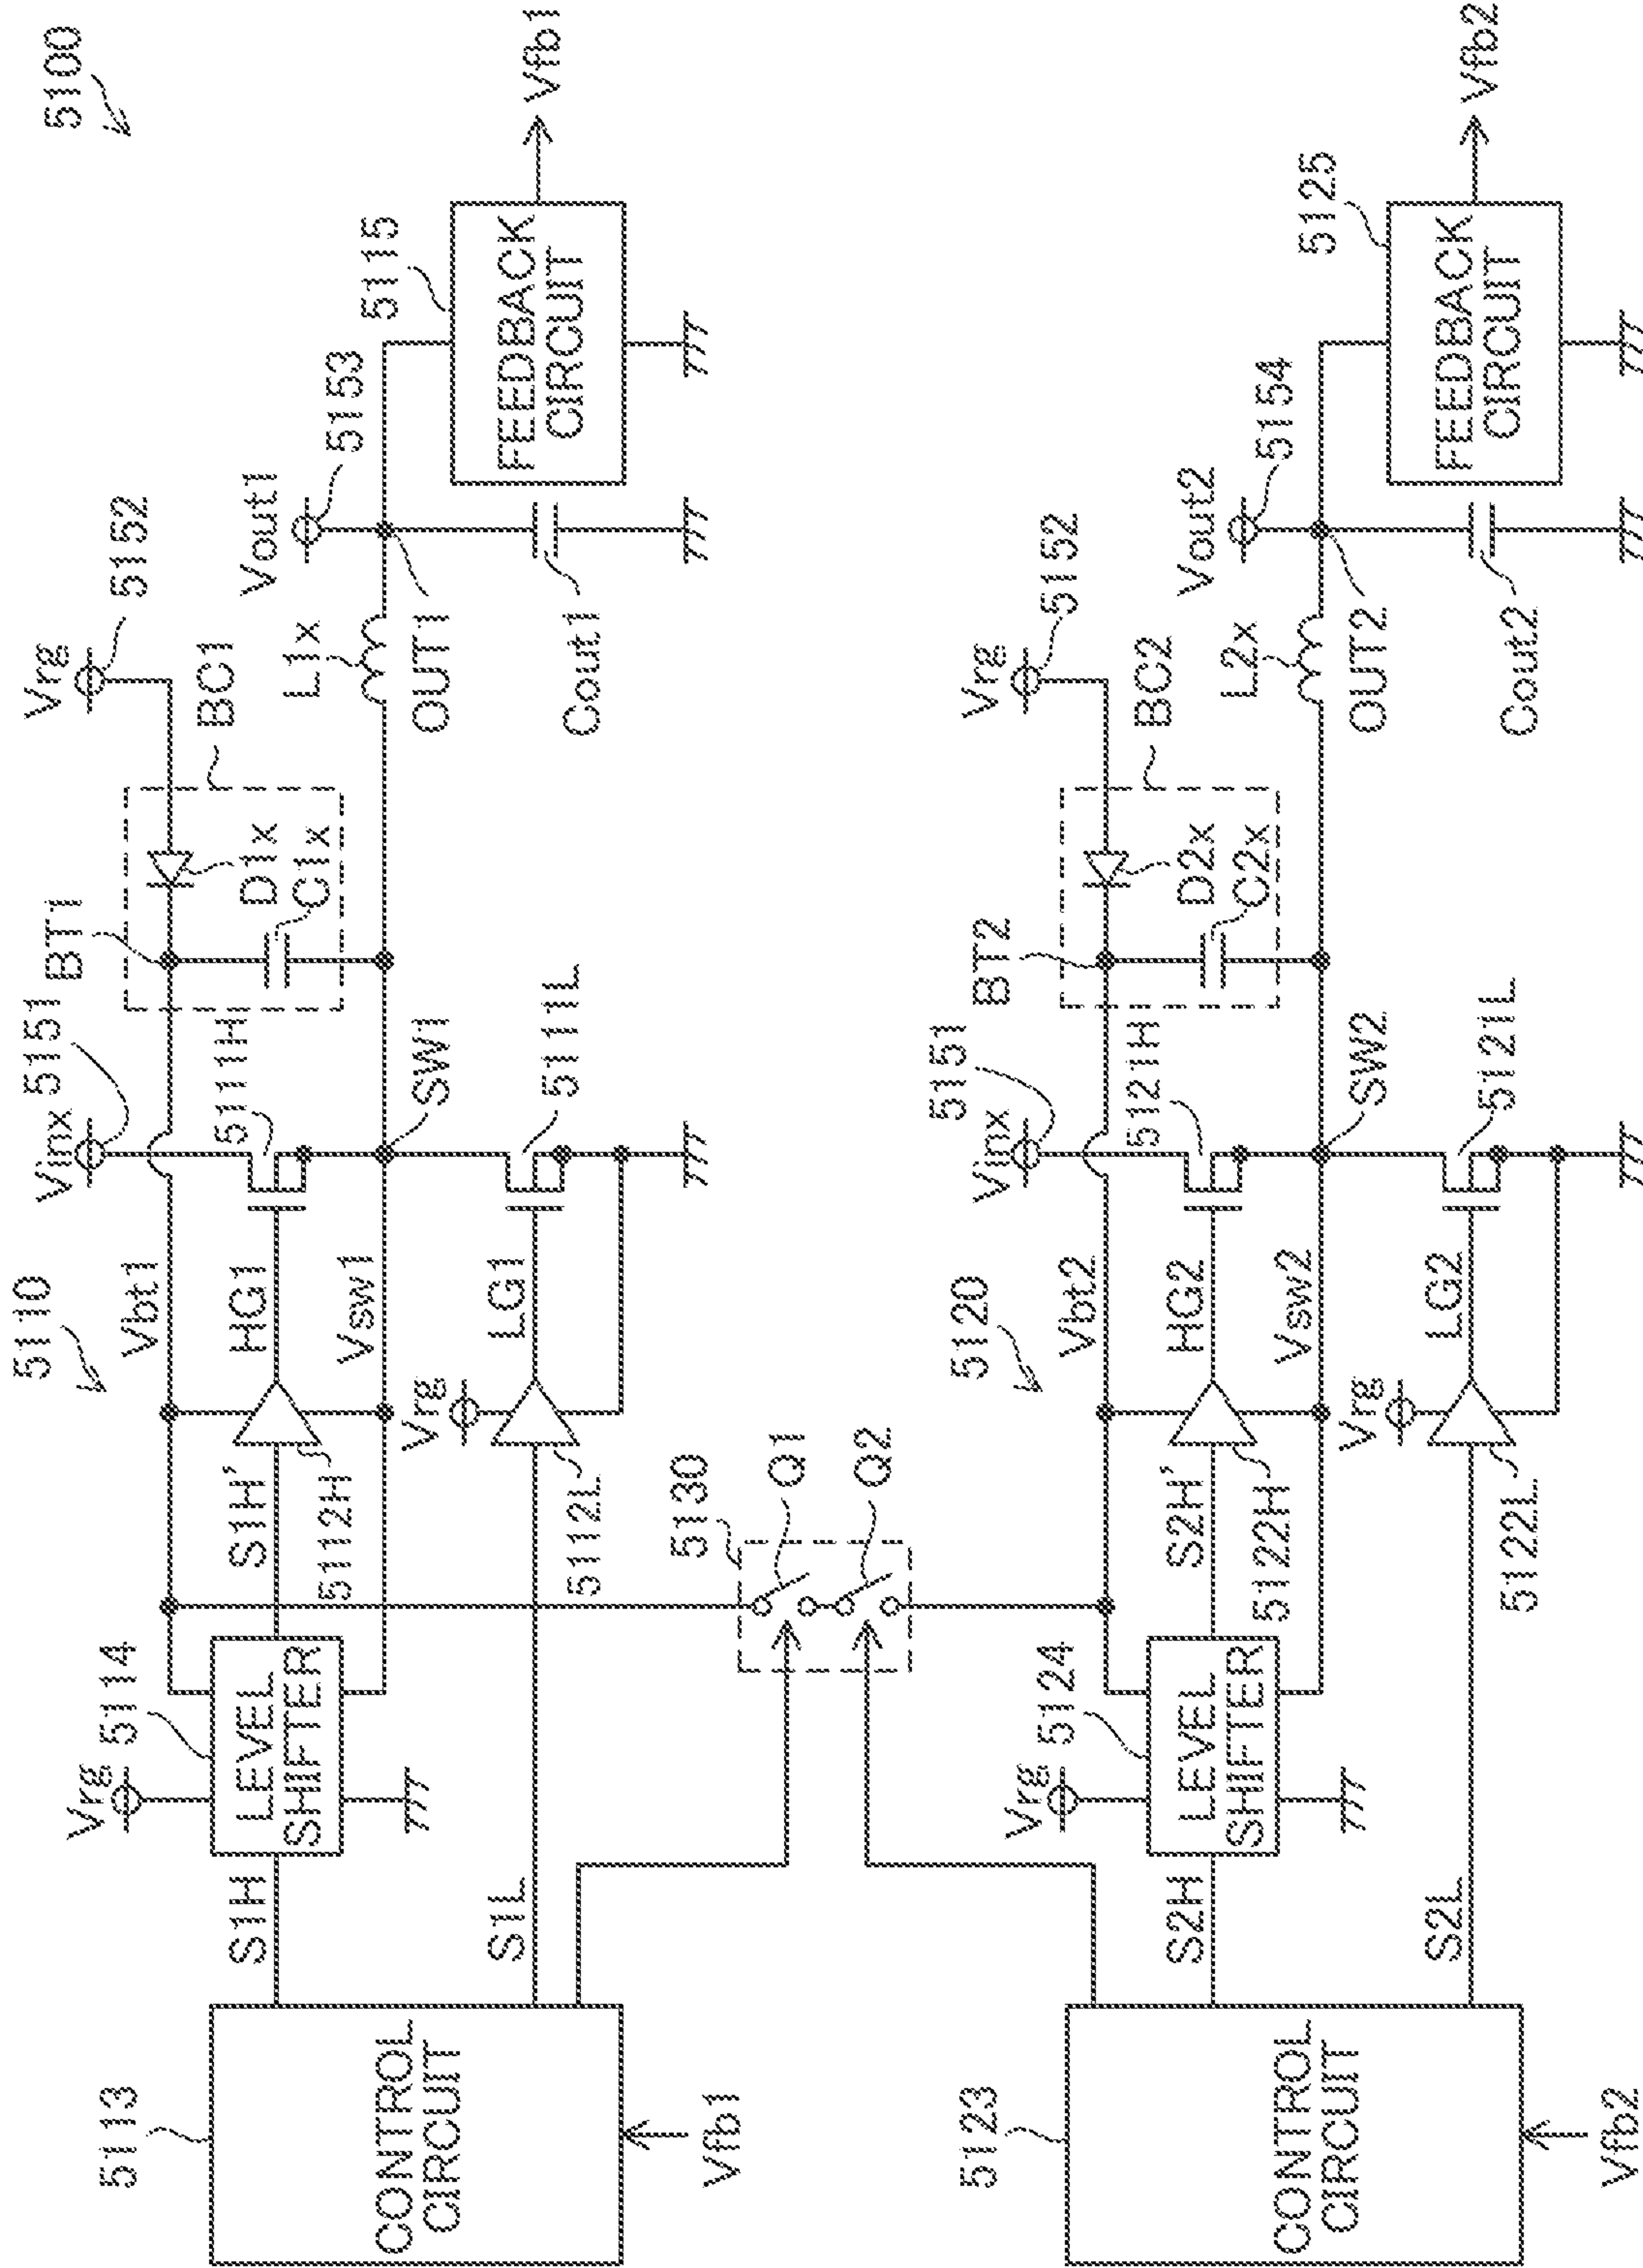 5100
5110
Vinx
5151
Vrg
5152
BT1
BC1
D1x
C1x
Vbt1
5111H
Vout1
5153
5115
Vrg
5114
LEVEL
SHIFTER
S1H
S1H'
HG1
5112H
Vsw1
SW1
L1x
OUT1
FEEDBACK
CIRCUIT
Vfb1
5113
CONTROL
CIRCUIT
Vrg
S1L
LG1
5112L
5111L
Cout1
Vfb1
5130
Q1
Q2
5120
Vinx
5151
Vrg
5152
BT2
BC2
D2x
C2x
Vbt2
5121H
Vout2
5154
5125
Vrg
5124
LEVEL
SHIFTER
S2H
S2H'
HG2
5122H
Vsw2
SW2
L2x
OUT2
FEEDBACK
CIRCUIT
Vfb2
5123
CONTROL
CIRCUIT
Vrg
S2L
LG2
5122L
5121L
Cout2
Vfb2